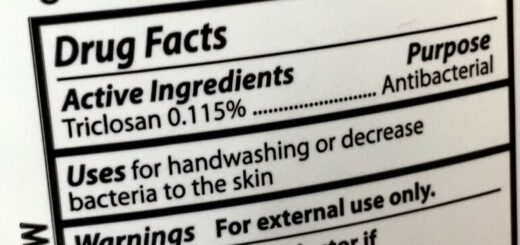 Drug Facts
Active Ingredients Purpose
Triclosan 0.115% ........................ Antibacterial
Uses for handwashing or decrease
bacteria to the skin
Warnings For external use only.
if